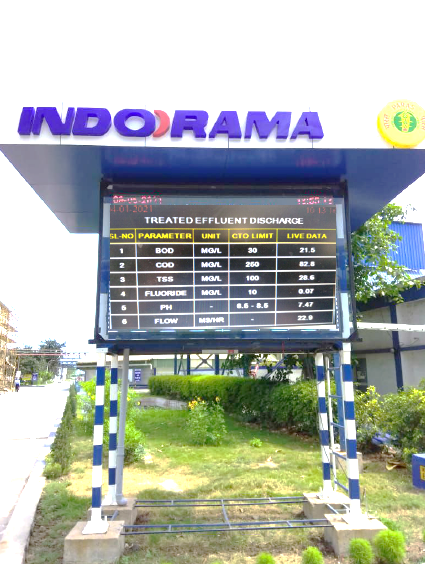 INDORAMA
TREATED EFFLUENT DISCHARGE
SL-NO PARAMETER UNIT CTO LIMIT LIVE DATA
1 BOD MG/L 30 21.5
2 COD MG/L 250 82.8
3 TSS MG/L 100 28.6
4 FLUORIDE MG/L 10 0.07
5 PH - 6.5 - 8.5 7.47
6 FLOW M3/HR - 22.9